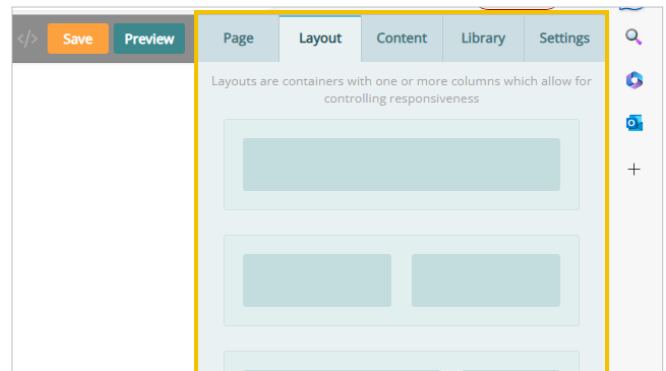 </> Save Preview Page Layout Content Library Settings
Layouts are containers with one or more columns which allow for
controlling responsiveness